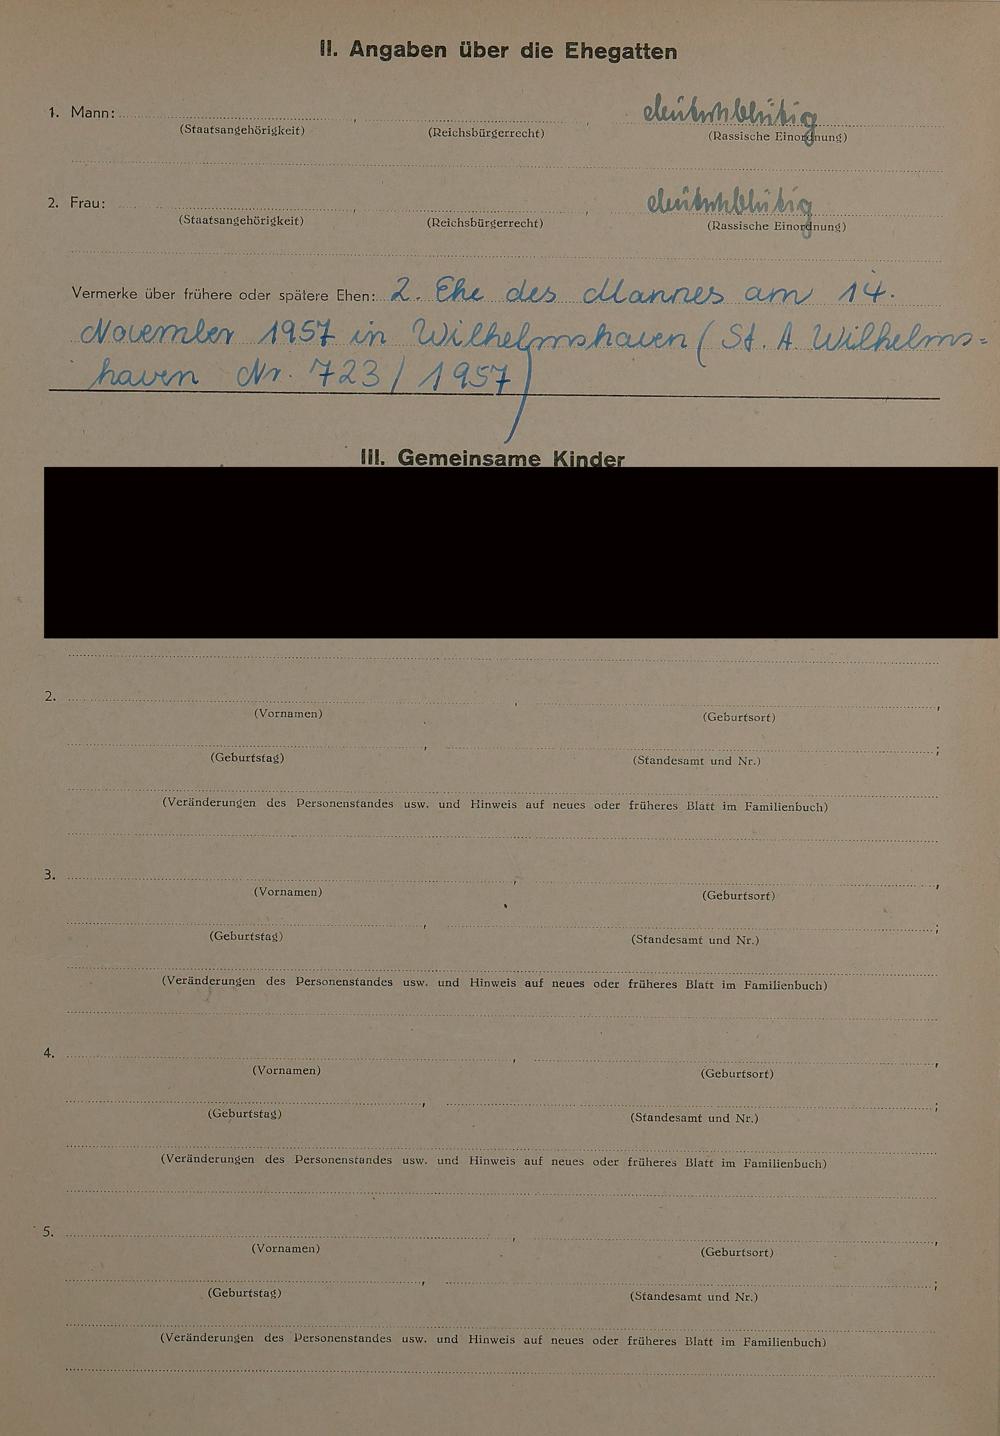 II. Angaben über die Ehegatten
1. Mann: , , deutschblütig
(Staatsangehörigkeit) (Reichsbürgerrecht) (Rassische Einordnung)
2. Frau: , , deutschblütig
(Staatsangehörigkeit) (Reichsbürgerrecht) (Rassische Einordnung)
Vermerke über frühere oder spätere Ehen: 2. Ehe des Mannes am 14.
November 1957 in Wilhelmshaven (St. A. Wilhelms=
haven Nr. 723/1957)
III. Gemeinsame Kinder
2. , ,
(Vornamen) (Geburtsort)
, ;
(Geburtstag) (Standesamt und Nr.)
(Veränderungen des Personenstandes usw. und Hinweis auf neues oder früheres Blatt im Familienbuch)
3. , ,
(Vornamen) (Geburtsort)
, ;
(Geburtstag) (Standesamt und Nr.)
(Veränderungen des Personenstandes usw. und Hinweis auf neues oder früheres Blatt im Familienbuch)
4. , ,
(Vornamen) (Geburtsort)
, ;
(Geburtstag) (Standesamt und Nr.)
(Veränderungen des Personenstandes usw. und Hinweis auf neues oder früheres Blatt im Familienbuch)
5. , ,
(Vornamen) (Geburtsort)
, ;
(Geburtstag) (Standesamt und Nr.)
(Veränderungen des Personenstandes usw. und Hinweis auf neues oder früheres Blatt im Familienbuch)